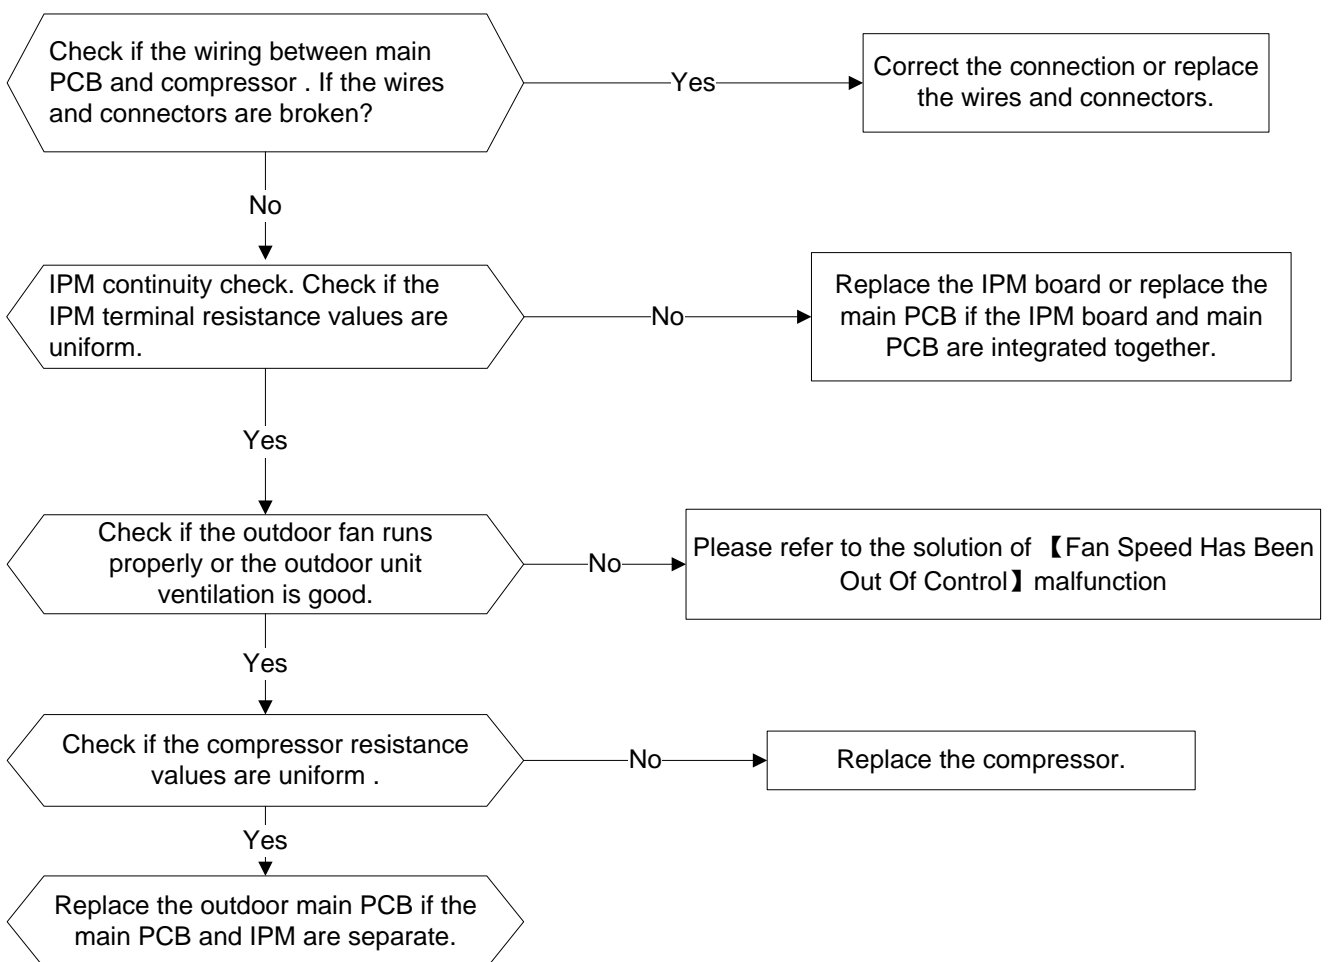 Check if the wiring between main
PCB and compressor . If the wires
and connectors are broken?
Yes
Correct the connection or replace
the wires and connectors.
No
IPM continuity check. Check if the
IPM terminal resistance values are
uniform.
No
Replace the IPM board or replace the
main PCB if the IPM board and main
PCB are integrated together.
Yes
Check if the outdoor fan runs
properly or the outdoor unit
ventilation is good.
No
Please refer to the solution of 【Fan Speed Has Been
Out Of Control】malfunction
Yes
Check if the compressor resistance
values are uniform .
No
Replace the compressor.
Yes
Replace the outdoor main PCB if the
main PCB and IPM are separate.